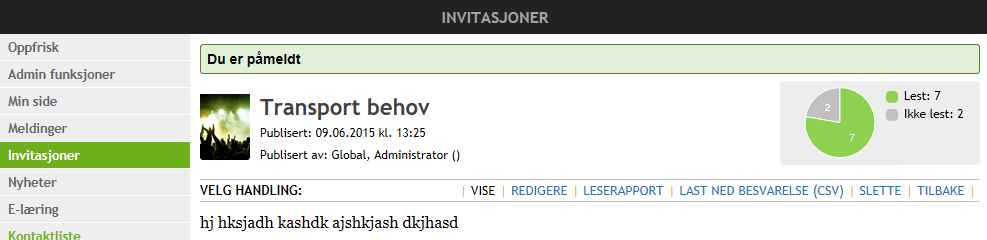 INVITASJONER
Oppfrisk
Admin funksjoner
Min side
Meldinger
Invitasjoner
Nyheter
E-læring
Kontaktliste
Du er påmeldt
Transport behov
Publisert: 09.06.2015 kl. 13:25
Publisert av: Global, Administrator ()
2
7
Lest: 7
Ikke lest: 2
VELG HANDLING: | VISE | REDIGERE | LESERAPPORT | LAST NED BESVARELSE (CSV) | SLETTE | TILBAKE |
hj hksjadh kashdk ajshkjash dkjhasd